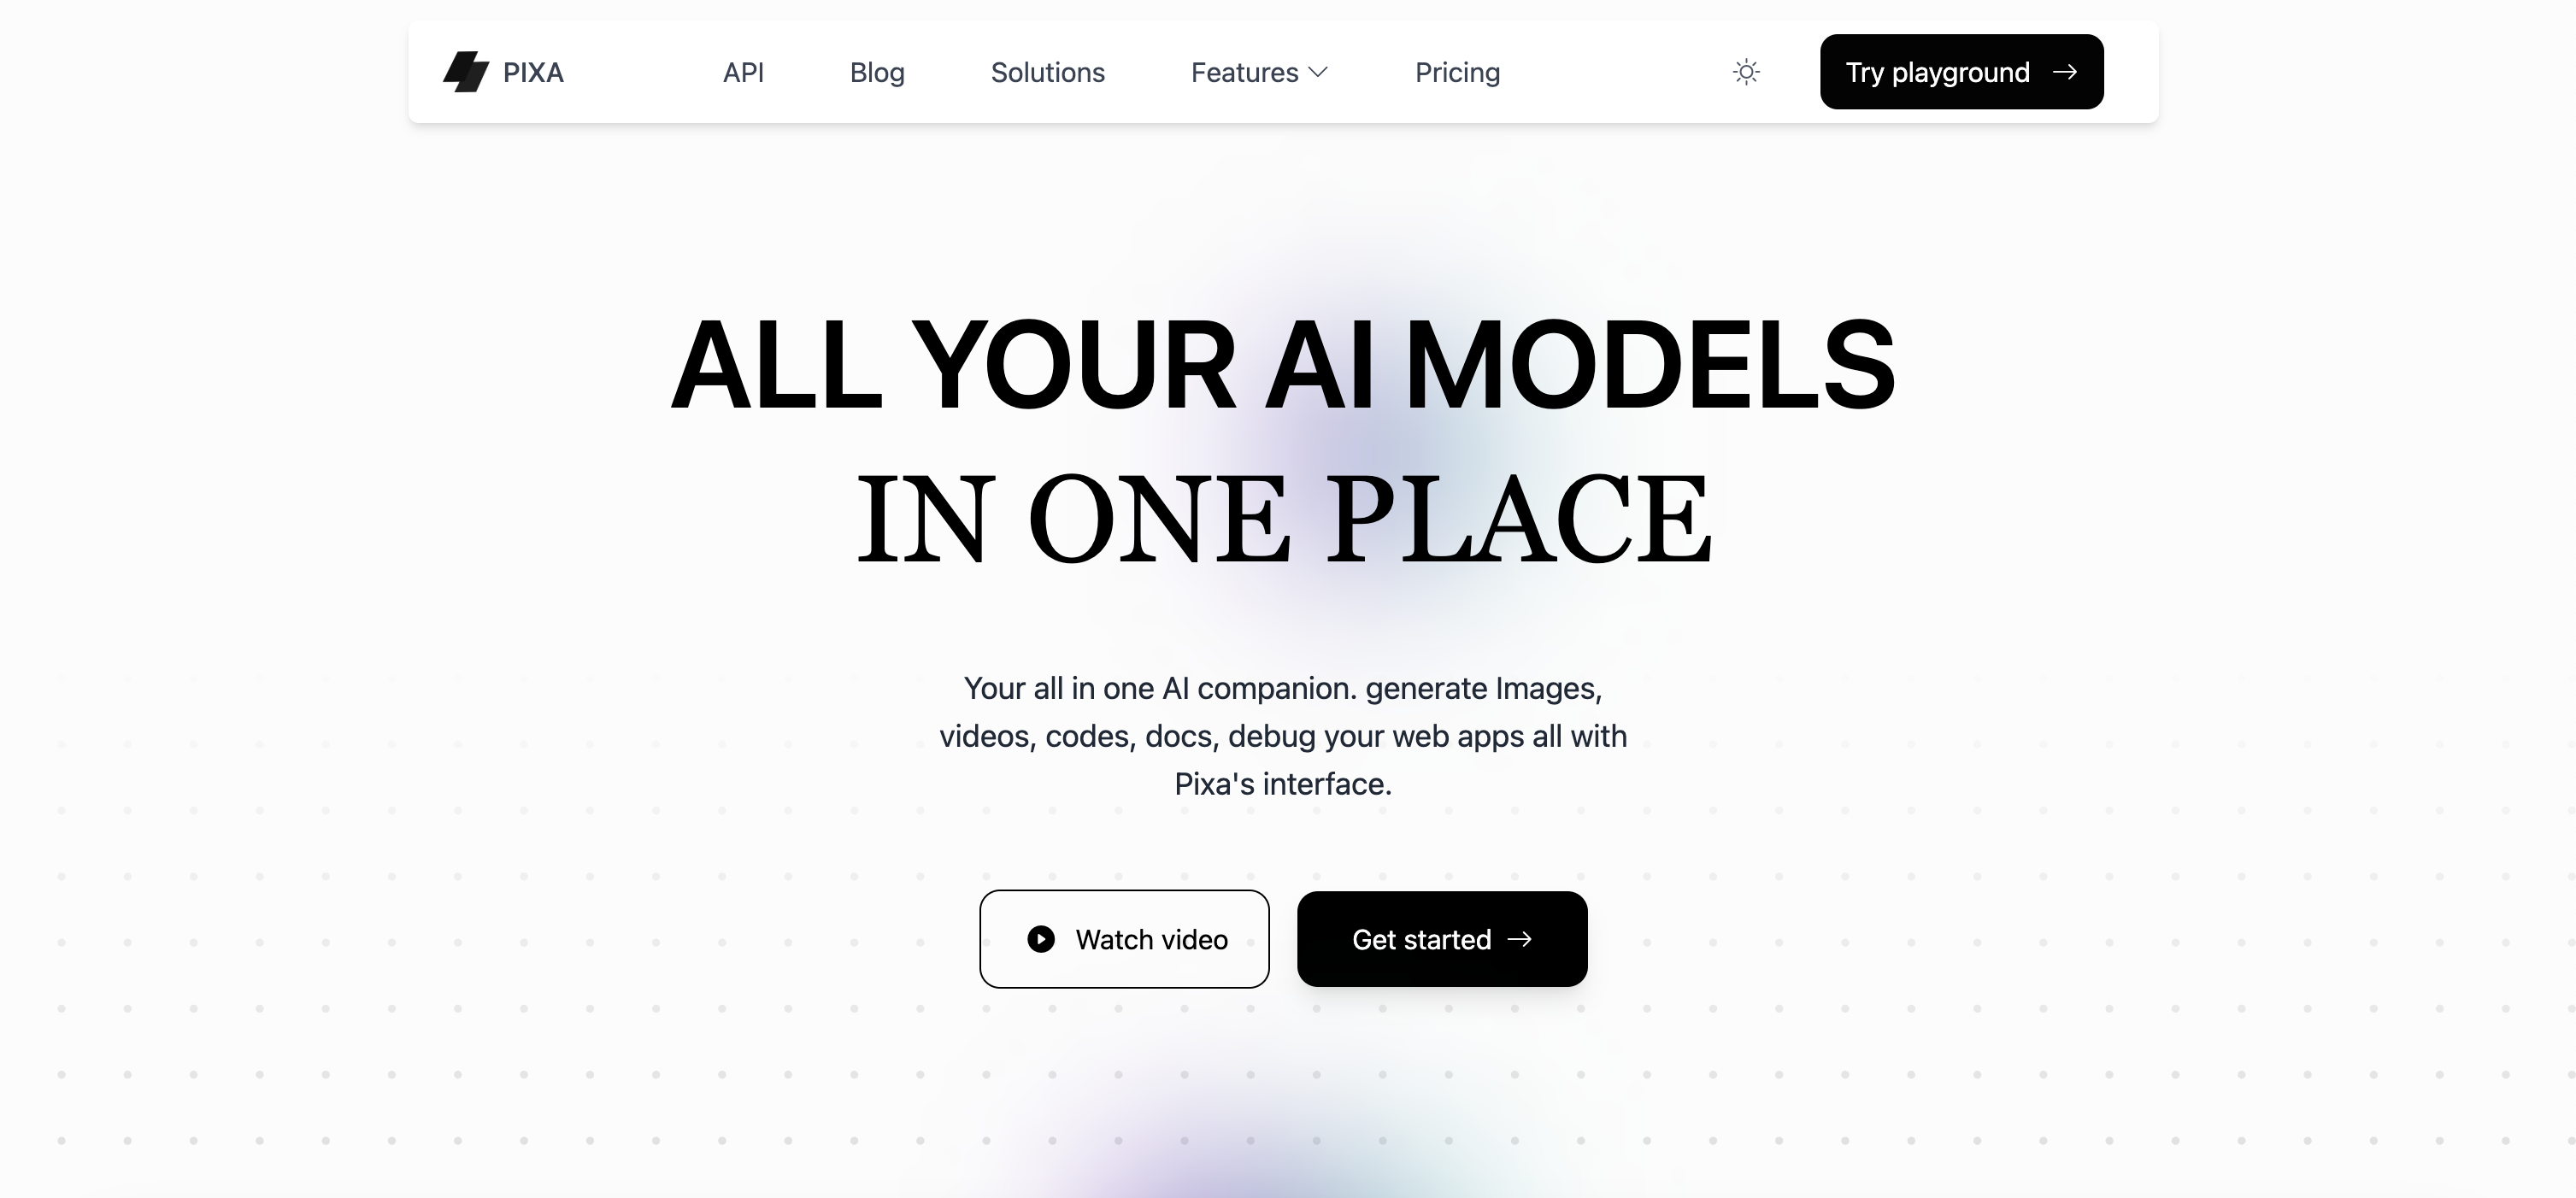 PIXA API Blog Solutions Features Pricing Try playground
ALL YOUR AI MODELS
IN ONE PLACE
Your all in one AI companion. generate Images,
videos, codes, docs, debug your web apps all with
Pixa's interface.
Watch video Get started